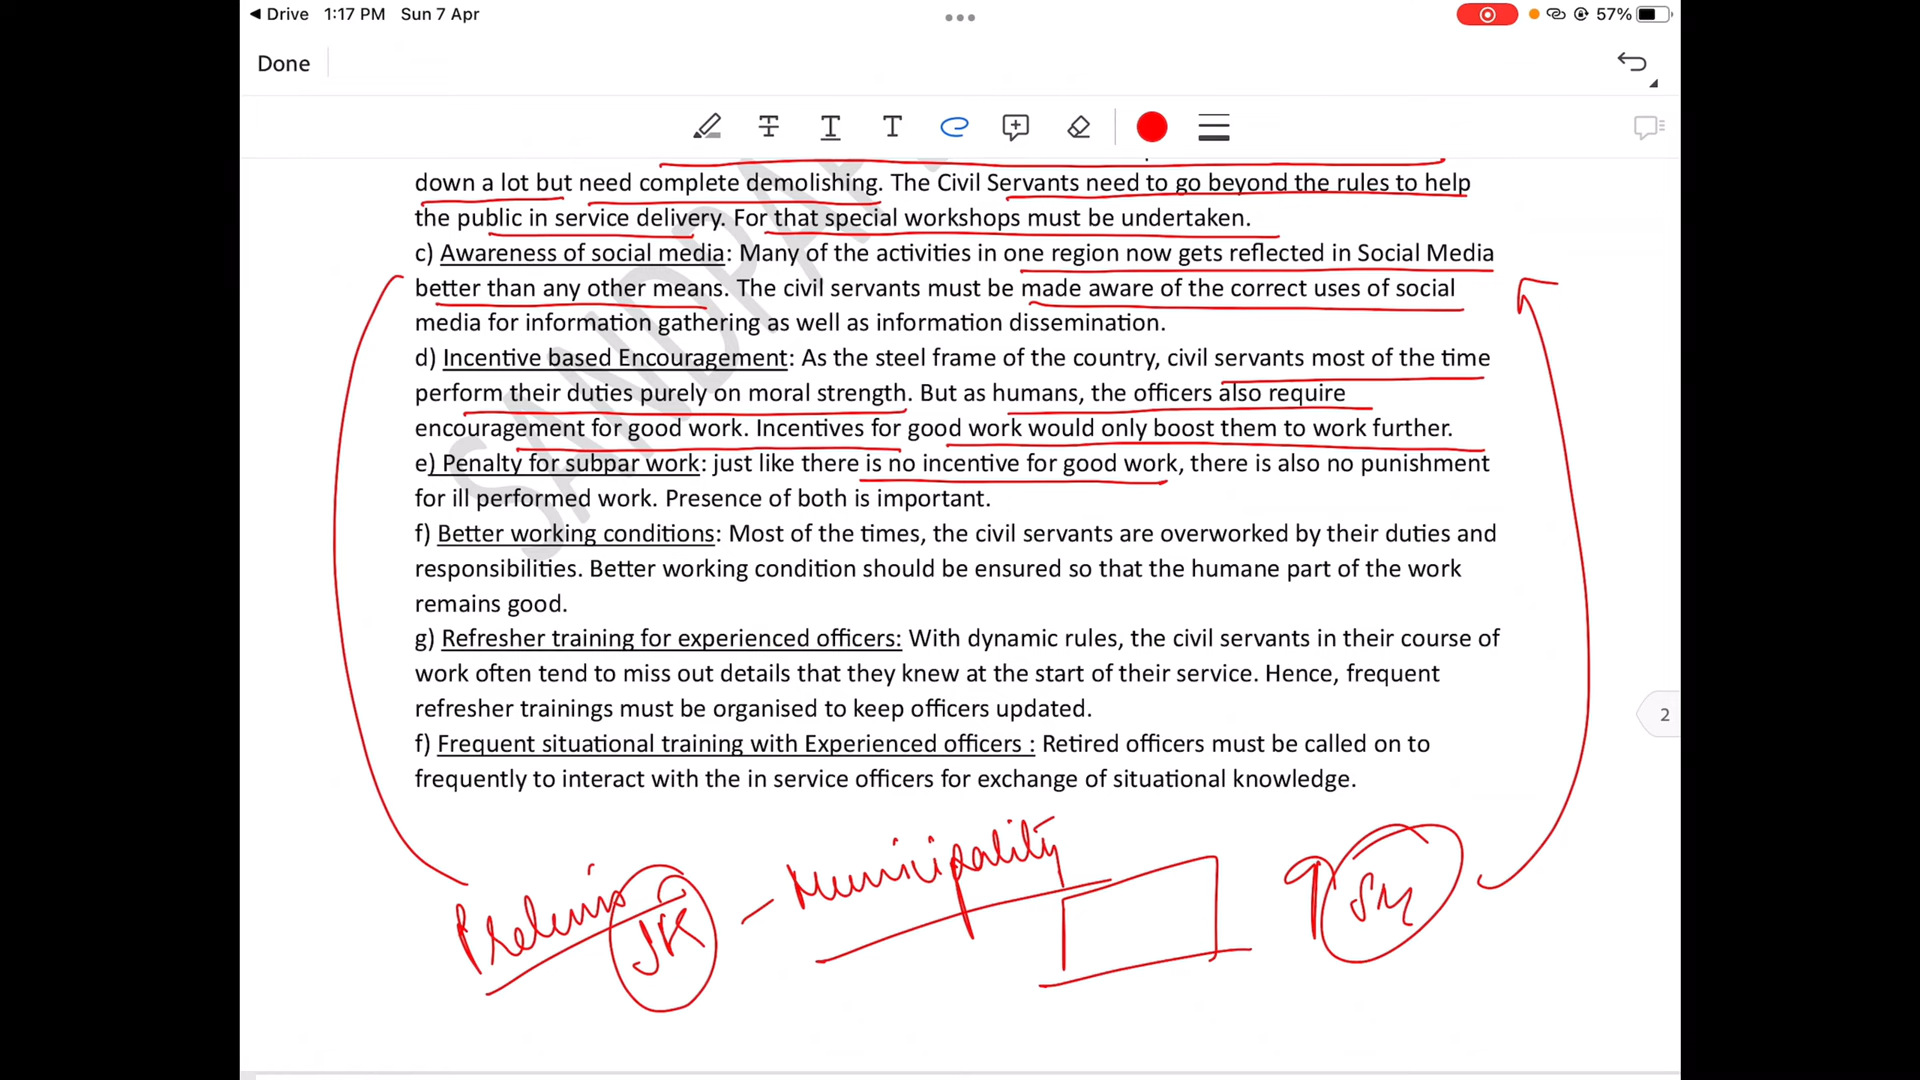 Drive 1:17 PM Sun 7 Apr
57%
Done
down a lot but need complete demolishing. The Civil Servants need to go beyond the rules to help
the public in service delivery. For that special workshops must be undertaken.
c) Awareness of social media: Many of the activities in one region now gets reflected in Social Media
better than any other means. The civil servants must be made aware of the correct uses of social
media for information gathering as well as information dissemination.
d) Incentive based Encouragement: As the steel frame of the country, civil servants most of the time
perform their duties purely on moral strength. But as humans, the officers also require
encouragement for good work. Incentives for good work would only boost them to work further.
e) Penalty for subpar work: just like there is no incentive for good work, there is also no punishment
for ill performed work. Presence of both is important.
f) Better working conditions: Most of the times, the civil servants are overworked by their duties and
responsibilities. Better working condition should be ensured so that the humane part of the work
remains good.
g) Refresher training for experienced officers: With dynamic rules, the civil servants in their course of
work often tend to miss out details that they knew at the start of their service. Hence, frequent
refresher trainings must be organised to keep officers updated.
2
f) Frequent situational training with Experienced officers : Retired officers must be called on to
frequently to interact with the in service officers for exchange of situational knowledge.
Prelims JK - Municipality SM